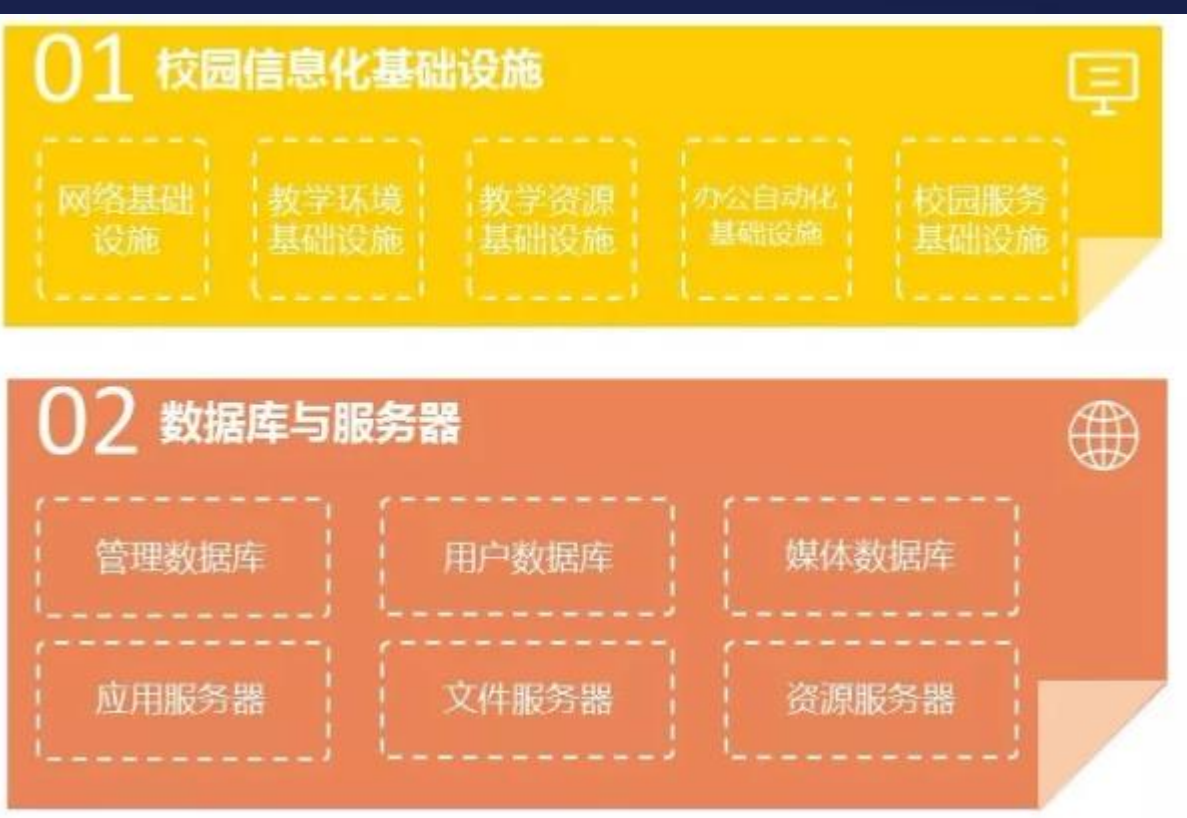 01 校园信息化基础设施
网络基础
设施
教学环境
基础设施
教学资源
基础设施
办公自动化
基础设施
校园服务
基础设施
02 数据库与服务器
管理数据库
用户数据库
媒体数据库
应用服务器
文件服务器
资源服务器